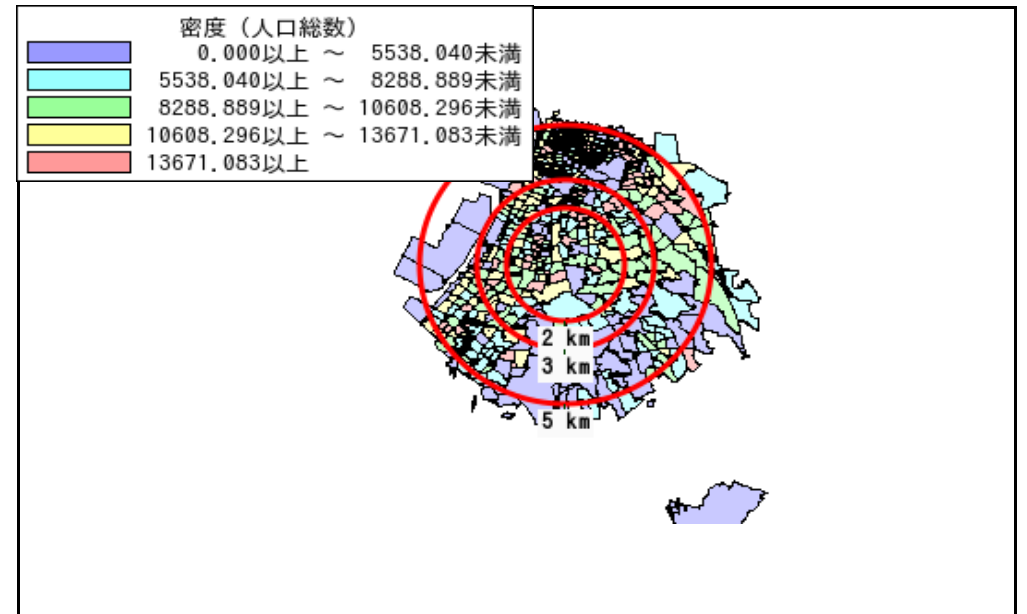 密度（人口総数）
0.000以上 ～ 5538.040未満
5538.040以上 ～ 8288.889未満
8288.889以上 ～ 10608.296未満
10608.296以上 ～ 13671.083未満
13671.083以上
2 km
3 km
5 km